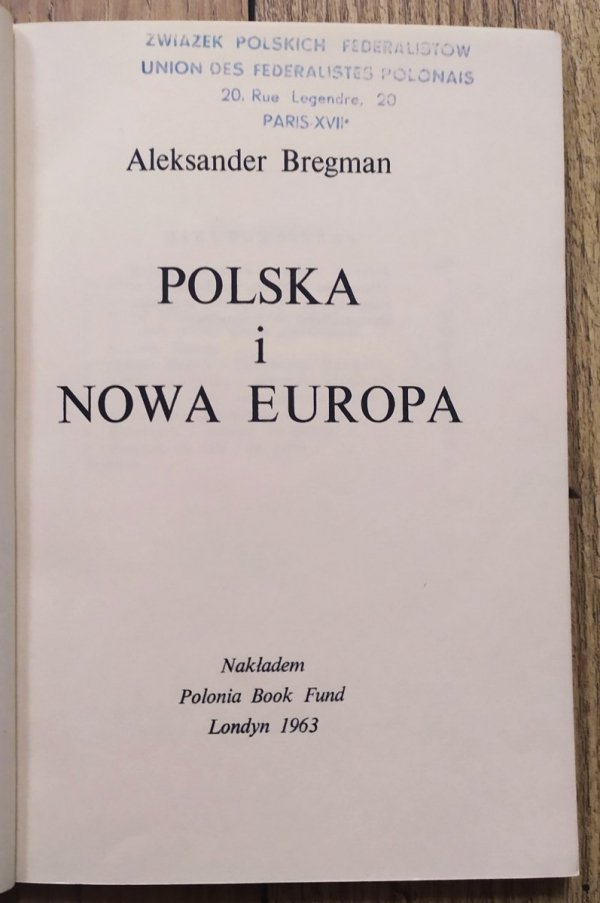 ZWIAZEK POLSKICH FEDERALISTOW
UNION DES FEDERALISTES POLONAIS
20. Rue Legendre, 20
PARIS-XVIIe
Aleksander Bregman
POLSKA
i
NOWA EUROPA
Nakładem
Polonia Book Fund
Londyn 1963